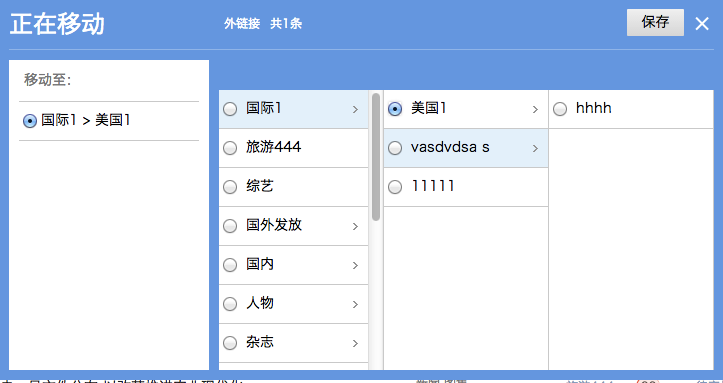 正在移动
外链接 共1条
保存
移动至:
国际1 > 美国1
国际1
旅游444
综艺
国外发放
国内
人物
杂志
美国1
vasdvdsa s
11111
hhhh